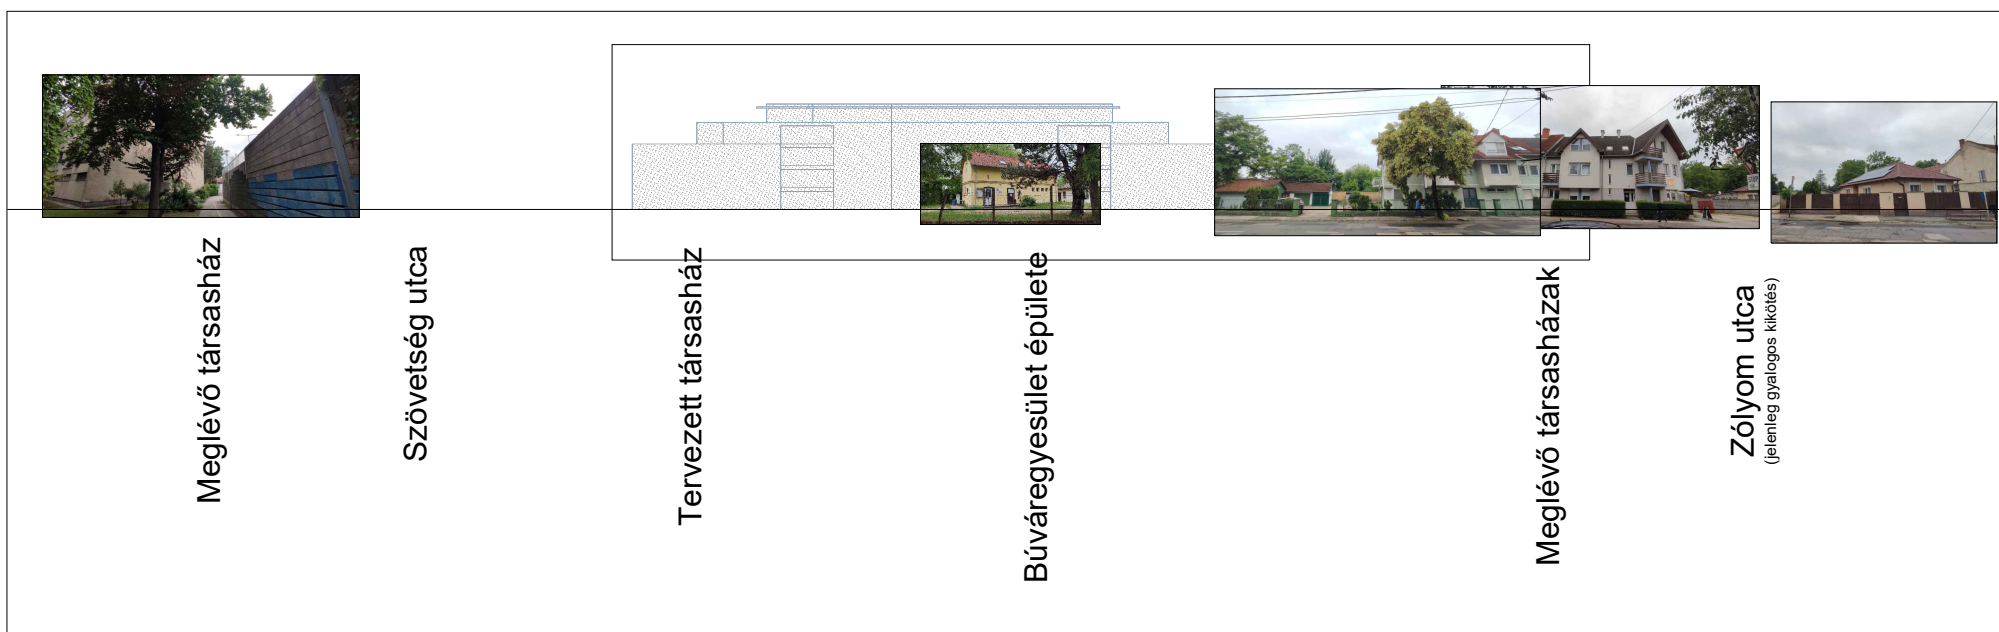 Meglévő társasház
Szövetség utca
Tervezett társasház
Búváregyesület épülete
Meglévő társasházak
Zólyom utca
(jelenleg gyalogos kikötés)